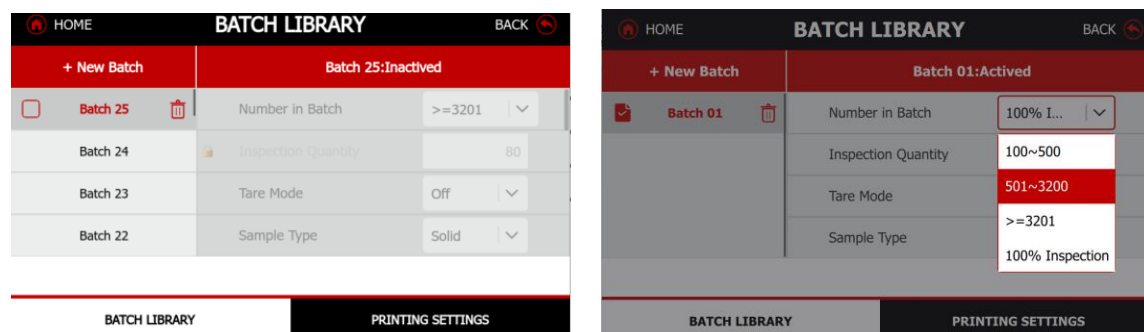 HOME BATCH LIBRARY BACK
+ New Batch Batch 25:Inactived
Batch 25 Number in Batch >=3201
Batch 24 Inspection Quantity 80
Batch 23 Tare Mode Off
Batch 22 Sample Type Solid
BATCH LIBRARY PRINTING SETTINGS
HOME BATCH LIBRARY BACK
+ New Batch Batch 01:Actived
Batch 01 Number in Batch 100% I...
Inspection Quantity 100~500
Tare Mode 501~3200
>=3201
Sample Type 100% Inspection
BATCH LIBRARY PRINTING SETTINGS